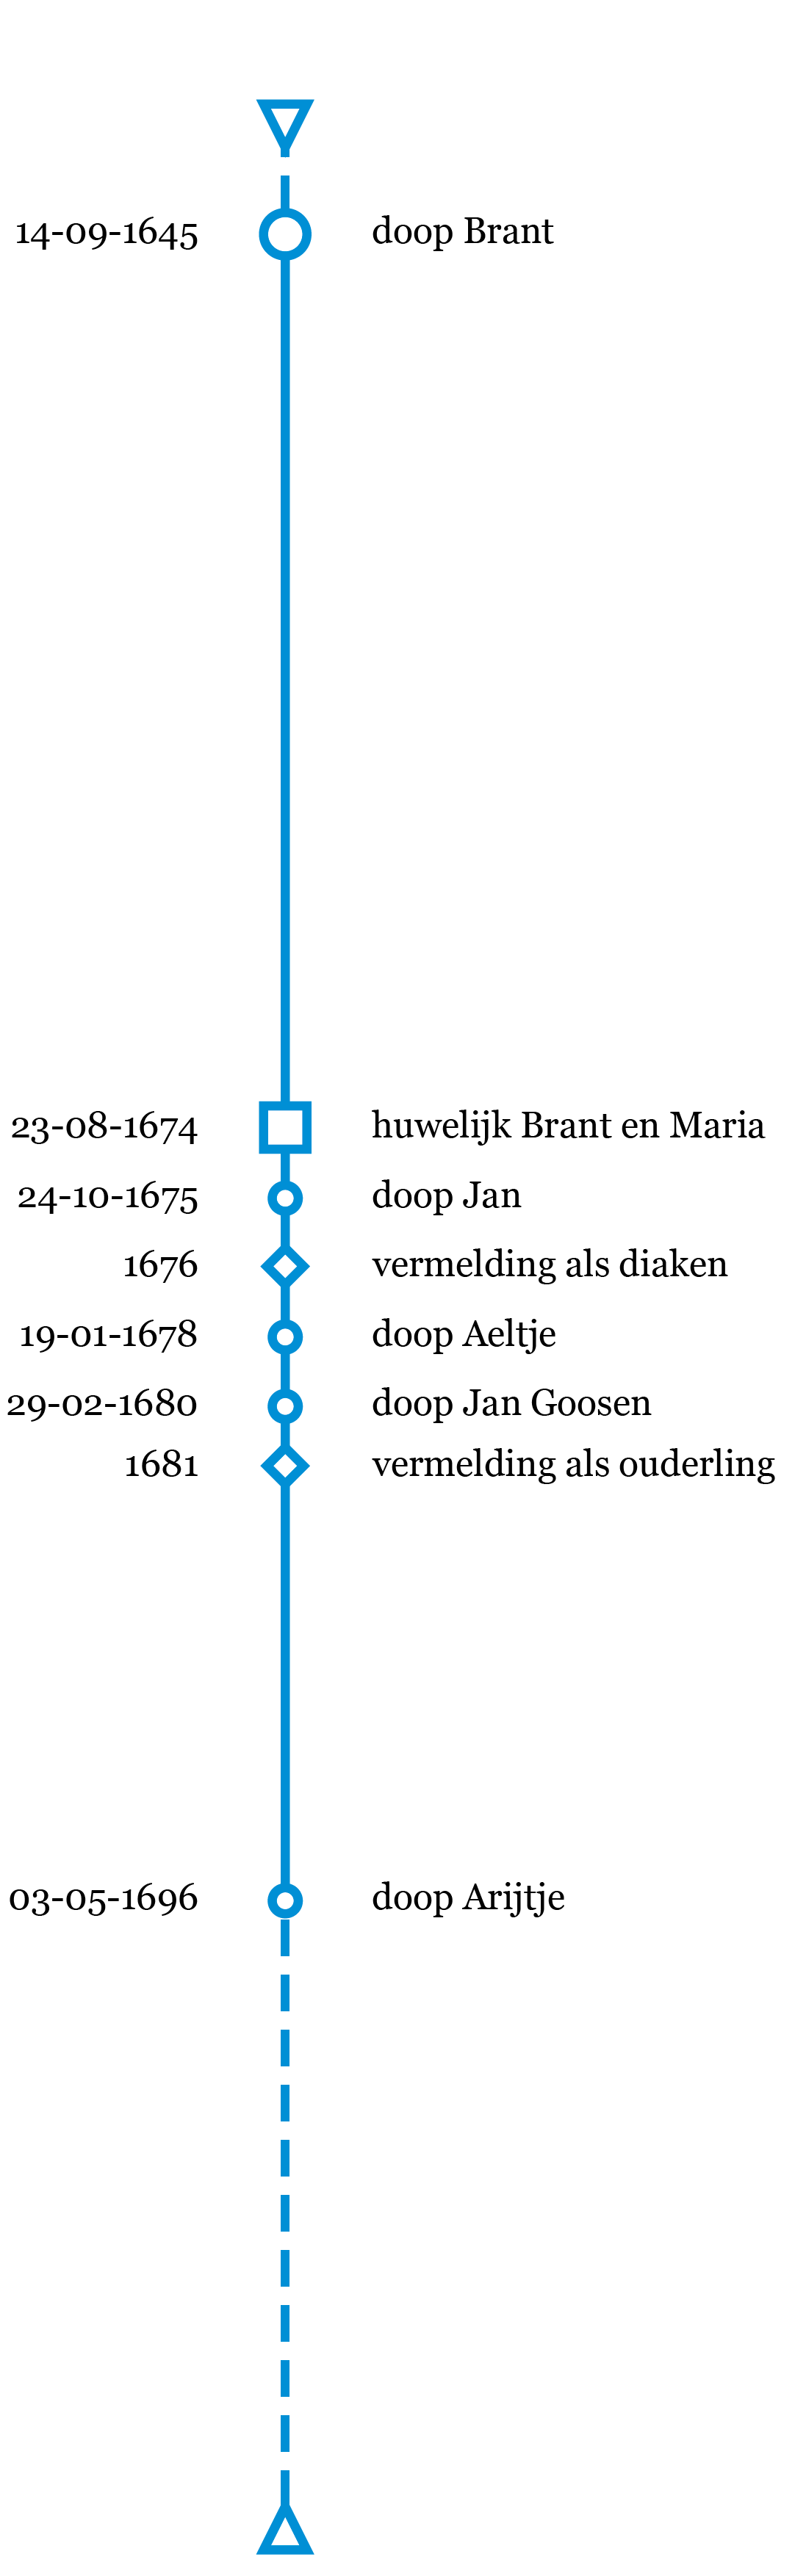 14-09-1645 doop Brant
23-08-1674 huwelijk Brant en Maria
24-10-1675 doop Jan
1676 vermelding als diaken
19-01-1678 doop Aeltje
29-02-1680 doop Jan Goosen
1681 vermelding als ouderling
03-05-1696 doop Arijtje